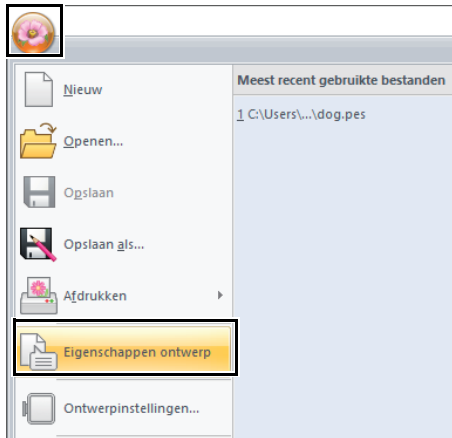 Nieuw
Meest recent gebruikte bestanden
1 C:\Users\...\dog.pes
Openen...
Opslaan
Opslaan als...
Afdrukken
Eigenschappen ontwerp
Ontwerpinstellingen...